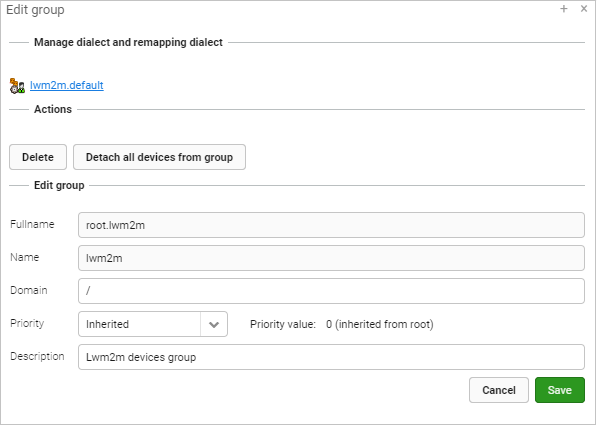 Edit group
Manage dialect and remapping dialect
lwm2m.default
Actions
Delete Detach all devices from group
Edit group
Fullname root.lwm2m
Name lwm2m
Domain /
Priority Inherited Priority value: 0 (inherited from root)
Description Lwm2m devices group
Cancel Save